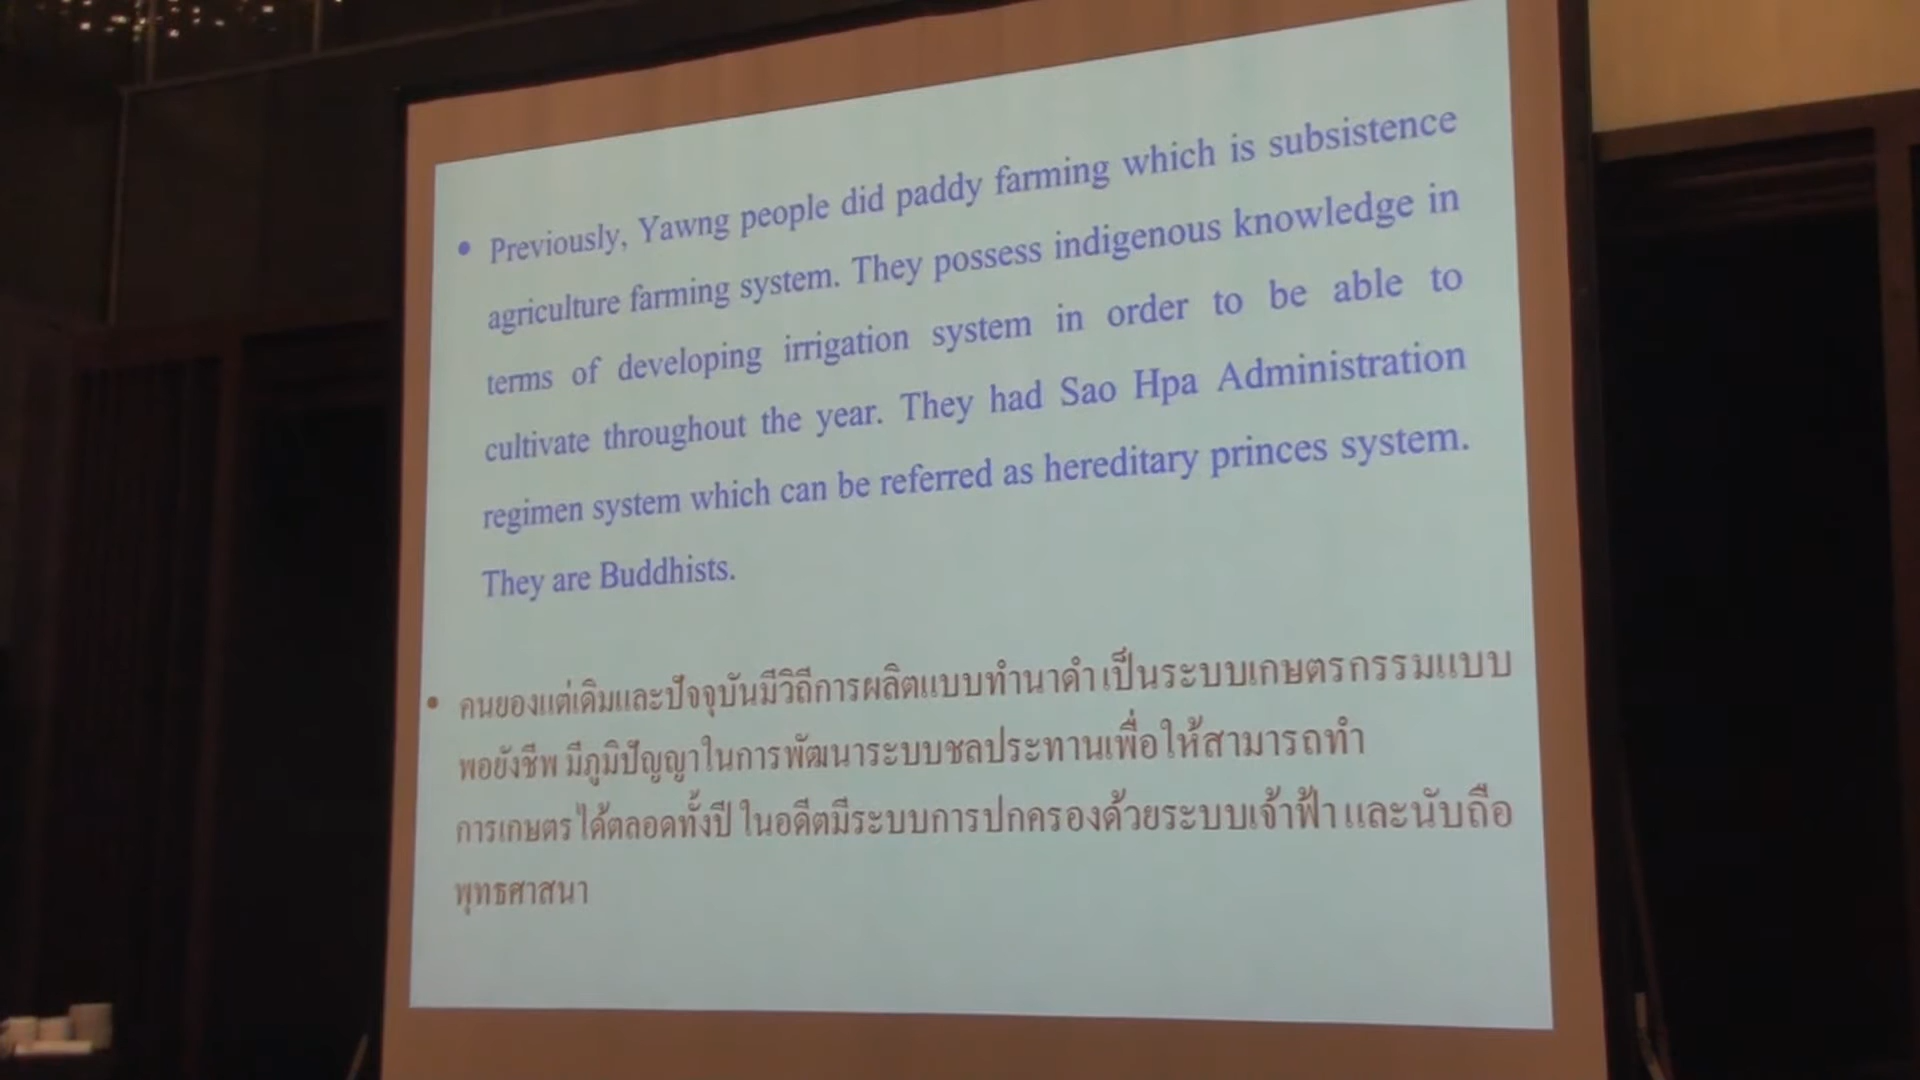 • Previously, Yawng people did paddy farming which is subsistence
agriculture farming system. They possess indigenous knowledge in
terms of developing irrigation system in order to be able to
cultivate throughout the year. They had Sao Hpa Administration
regimen system which can be referred as hereditary princes system.
They are Buddhists.
• คนยองแต่เดิมและปัจจุบันมีวิถีการผลิตแบบทำนาดำ เป็นระบบเกษตรกรรมแบบ
พอยังชีพ มีภูมิปัญญาในการพัฒนาระบบชลประทานเพื่อให้สามารถทำ
การเกษตรได้ตลอดทั้งปี ในอดีตมีระบบการปกครองด้วยระบบเจ้าฟ้า และนับถือ
พุทธศาสนา